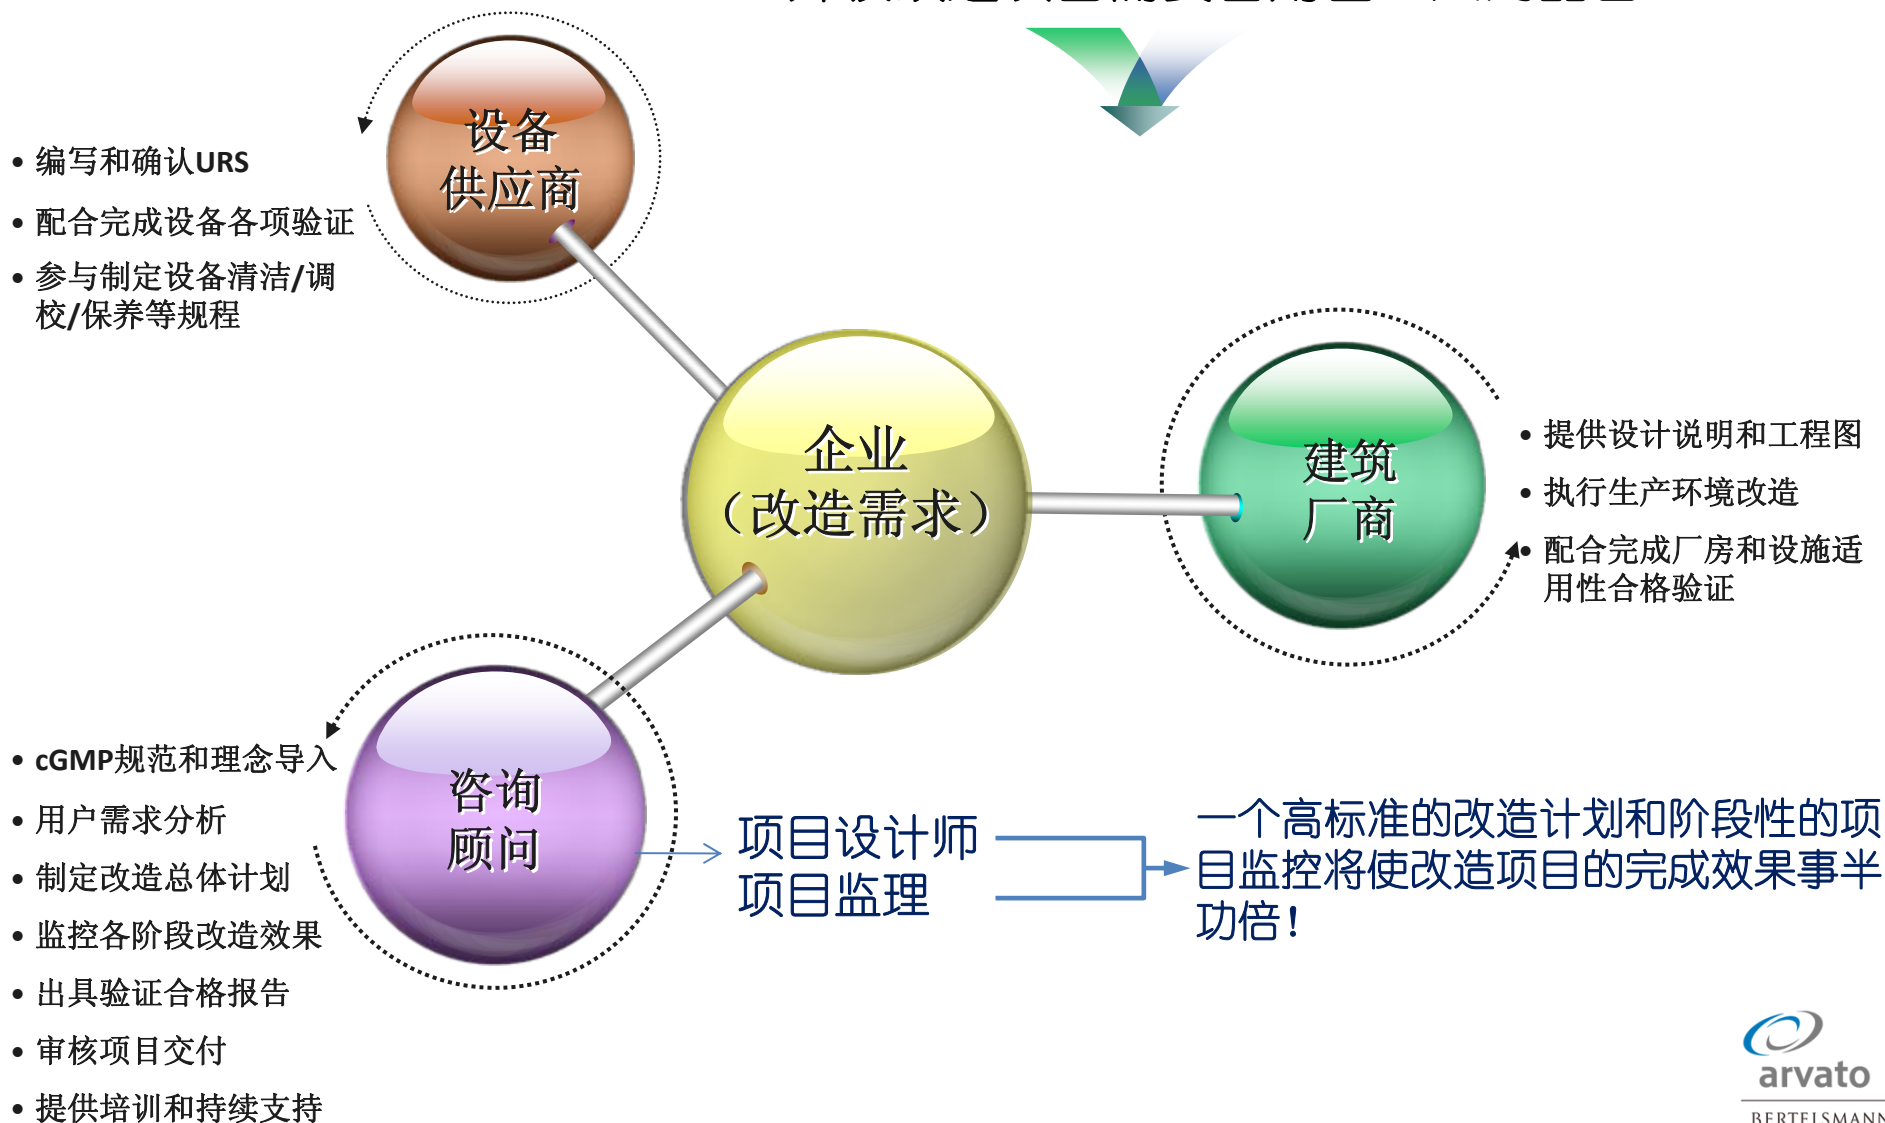 设备
供应商
• 编写和确认URS
• 配合完成设备各项验证
• 参与制定设备清洁/调
校/保养等规程
企业
（改造需求）
建筑
厂商
• 提供设计说明和工程图
• 执行生产环境改造
• 配合完成厂房和设施适
用性合格验证
咨询
顾问
• cGMP规范和理念导入
• 用户需求分析
• 制定改造总体计划
• 监控各阶段改造效果
• 出具验证合格报告
• 审核项目交付
• 提供培训和持续支持
项目设计师
项目监理
一个高标准的改造计划和阶段性的项
目监控将使改造项目的完成效果事半
功倍！
arvato
BERTELSMANN